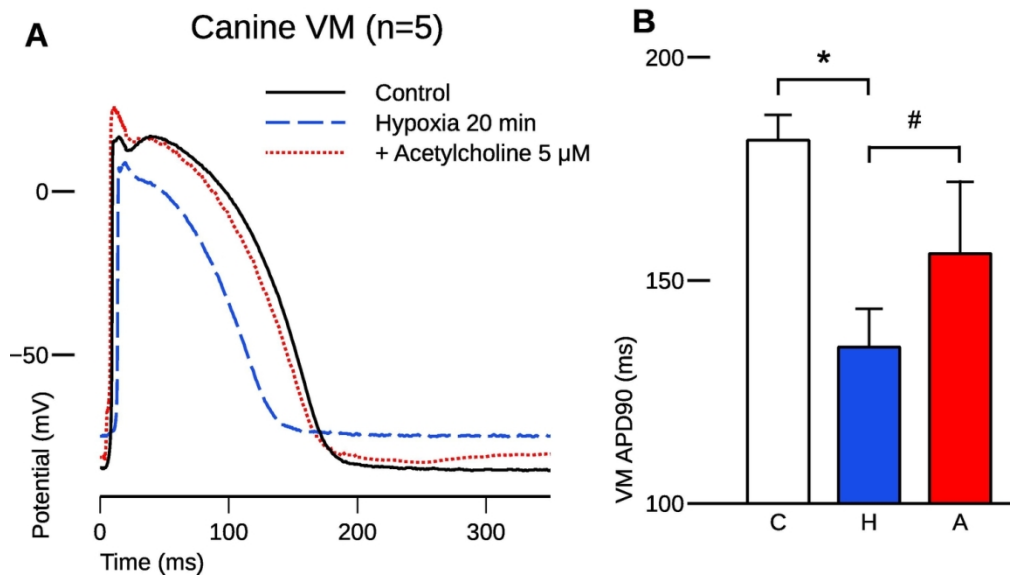 A
Canine VM (n=5)
Control
Hypoxia 20 min
+ Acetylcholine 5 µM
0
−50
Potential (mV)
0
100
200
300
Time (ms)
B
200
150
100
VM APD90 (ms)
*
#
C
H
A